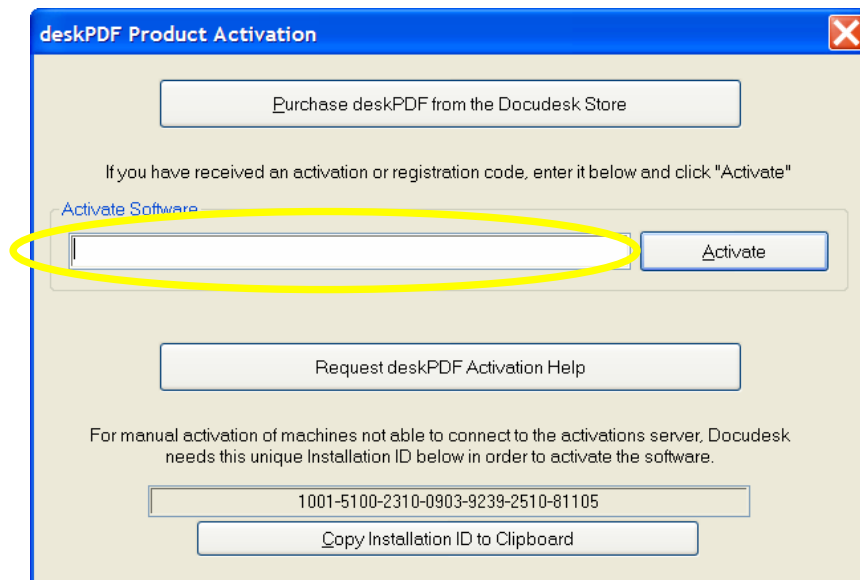 deskPDF Product Activation
Purchase deskPDF from the Docudesk Store
If you have received an activation or registration code, enter it below and click "Activate"
Activate Software
Activate
Request deskPDF Activation Help
For manual activation of machines not able to connect to the activations server, Docudesk
needs this unique Installation ID below in order to activate the software.
1001-5100-2310-0903-9239-2510-81105
Copy Installation ID to Clipboard